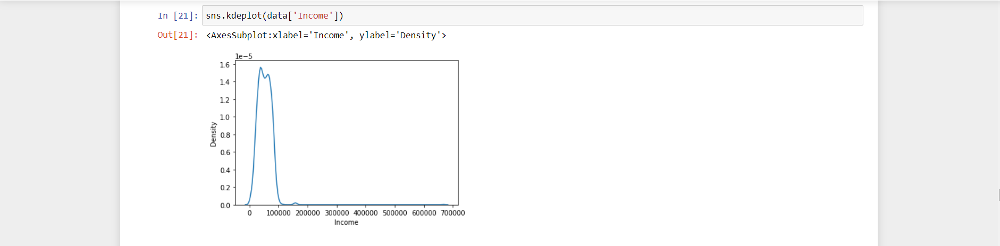 In [21]: sns.kdeplot(data['Income'])
Out[21]: <AxesSubplot:xlabel='Income', ylabel='Density'>
1e−5
1.6
1.4
1.2
1.0
0.8
0.6
0.4
0.2
0.0
Density
0 100000 200000 300000 400000 500000 600000 700000
Income